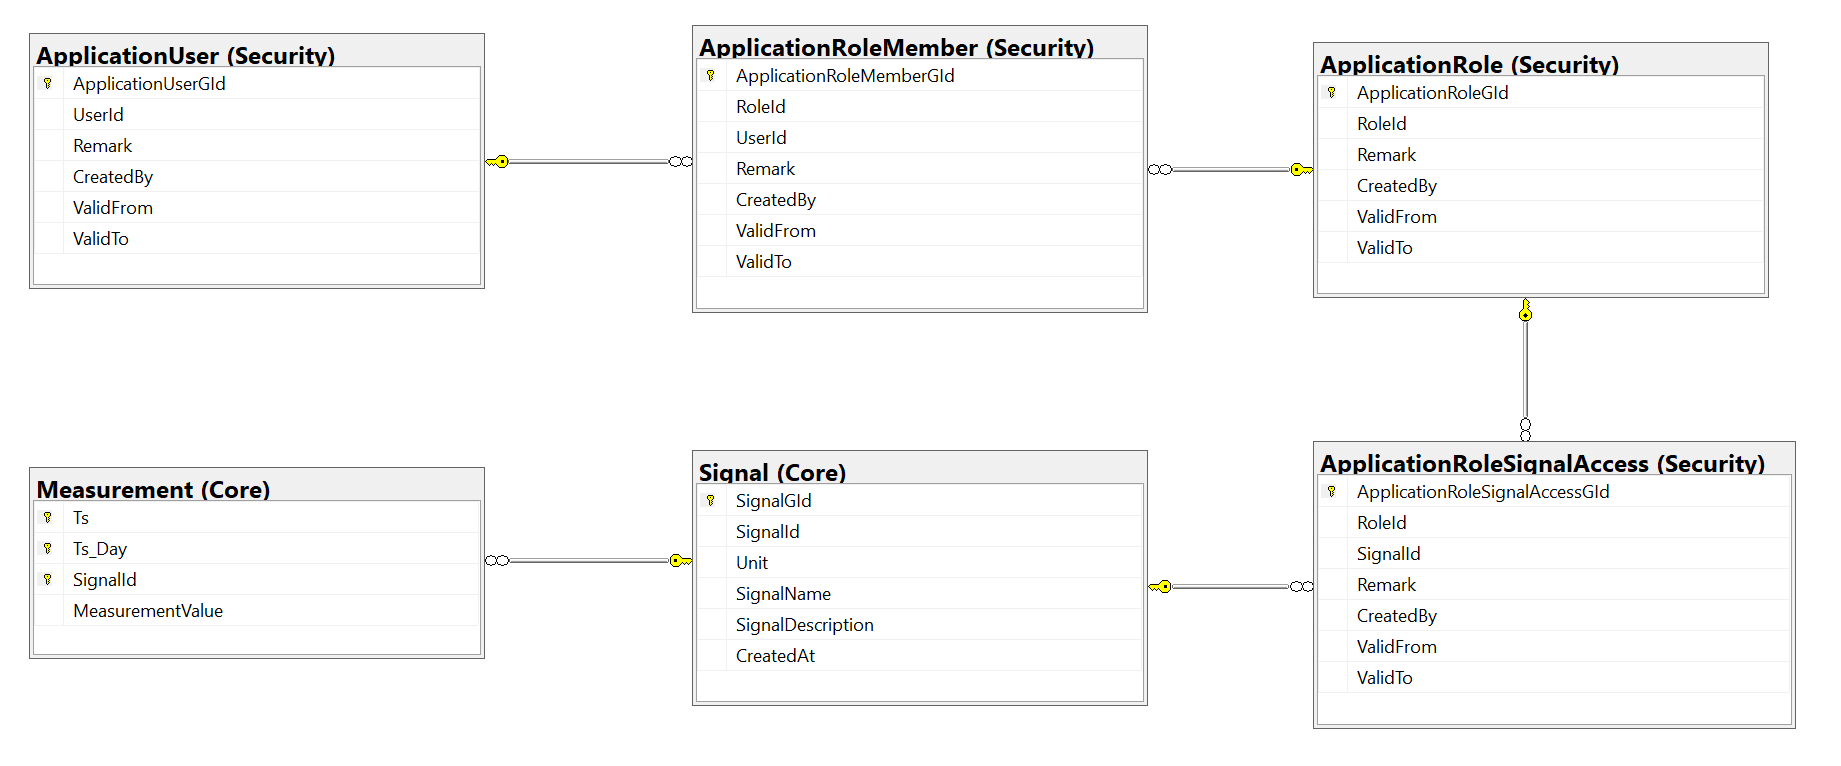 ApplicationUser (Security)
ApplicationUserGId
UserId
Remark
CreatedBy
ValidFrom
ValidTo
ApplicationRoleMember (Security)
ApplicationRoleMemberGId
RoleId
UserId
Remark
CreatedBy
ValidFrom
ValidTo
ApplicationRole (Security)
ApplicationRoleGId
RoleId
Remark
CreatedBy
ValidFrom
ValidTo
Measurement (Core)
Ts
Ts_Day
SignalId
MeasurementValue
Signal (Core)
SignalGId
SignalId
Unit
SignalName
SignalDescription
CreatedAt
ApplicationRoleSignalAccess (Security)
ApplicationRoleSignalAccessGId
RoleId
SignalId
Remark
CreatedBy
ValidFrom
ValidTo